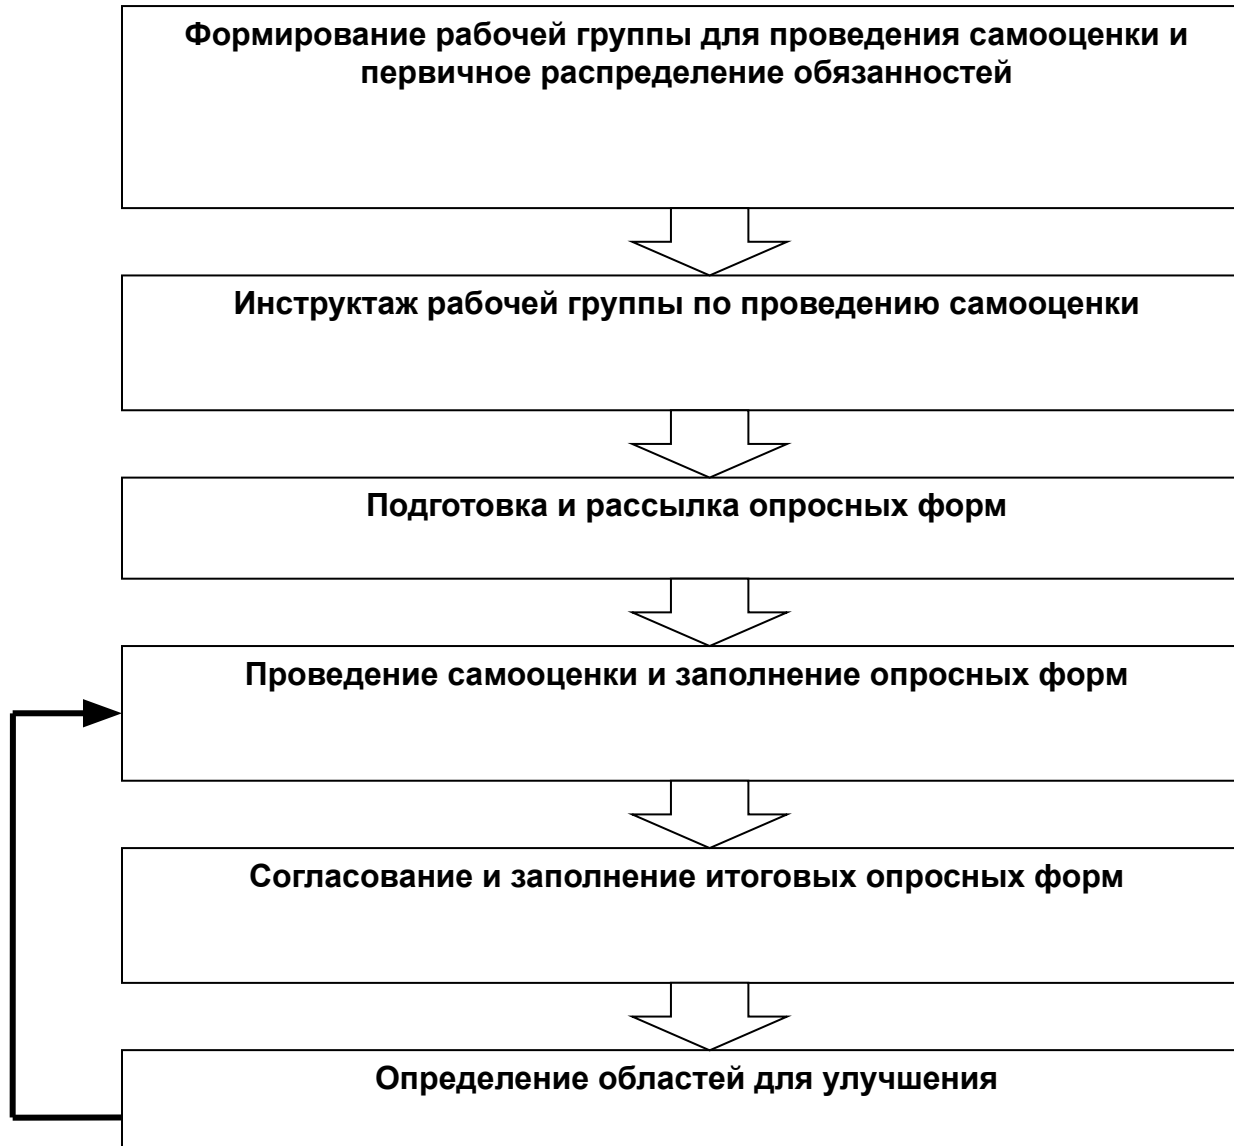 Формирование рабочей группы для проведения самооценки и
первичное распределение обязанностей
Инструктаж рабочей группы по проведению самооценки
Подготовка и рассылка опросных форм
Проведение самооценки и заполнение опросных форм
Согласование и заполнение итоговых опросных форм
Определение областей для улучшения